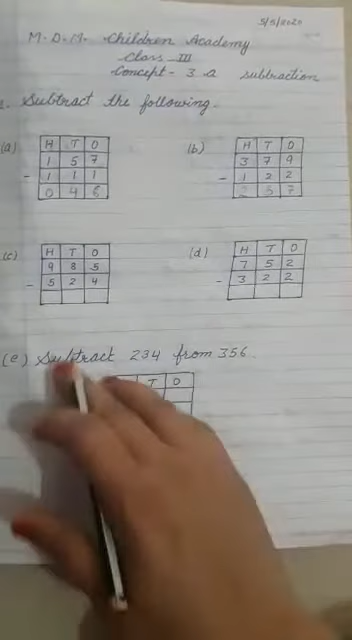 5/5/2020
M.D.M. Children Academy
Class III
Concept - 3 a subtraction
Subtract the following.
(a)
H T O
1 5 7
- 1 1 1
0 4 6
(b)
H T O
3 7 9
- 1 2 2
2 5 7
(c)
H T O
9 8 5
- 5 2 4
(d)
H T O
7 5 2
- 3 2 2
(e) Subtract 234 from 356.
T O